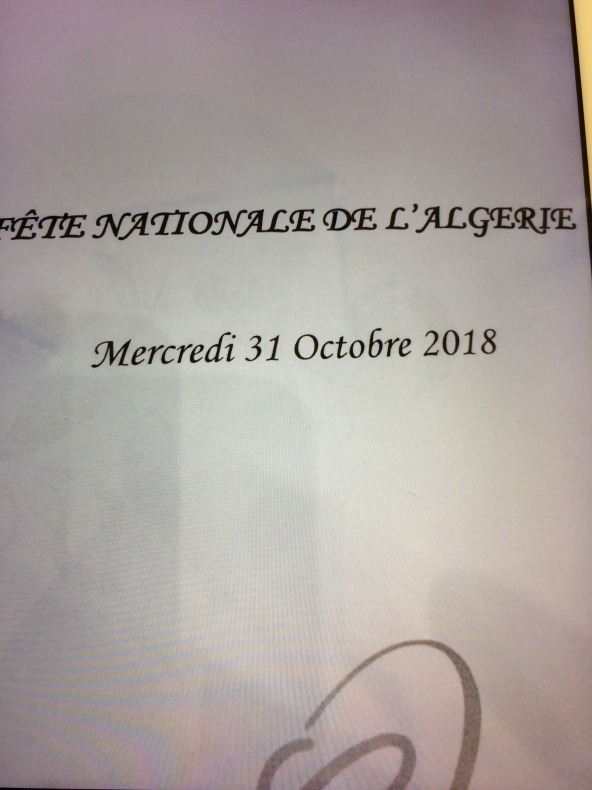 FÊTE NATIONALE DE L'ALGERIE
Mercredi 31 Octobre 2018